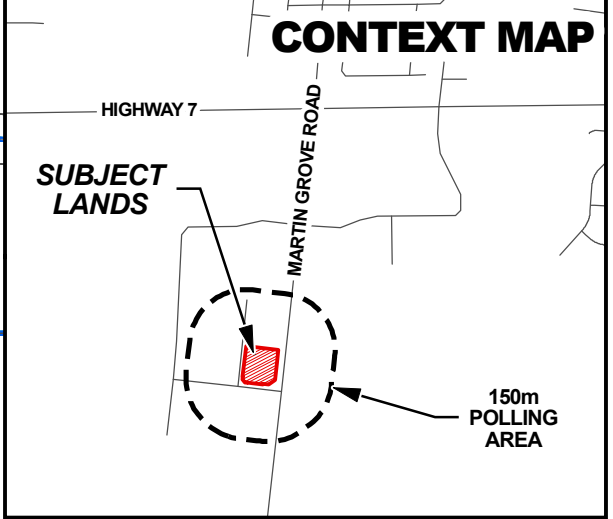 CONTEXT MAP
HIGHWAY 7
MARTIN GROVE ROAD
SUBJECT
LANDS
150m
POLLING
AREA